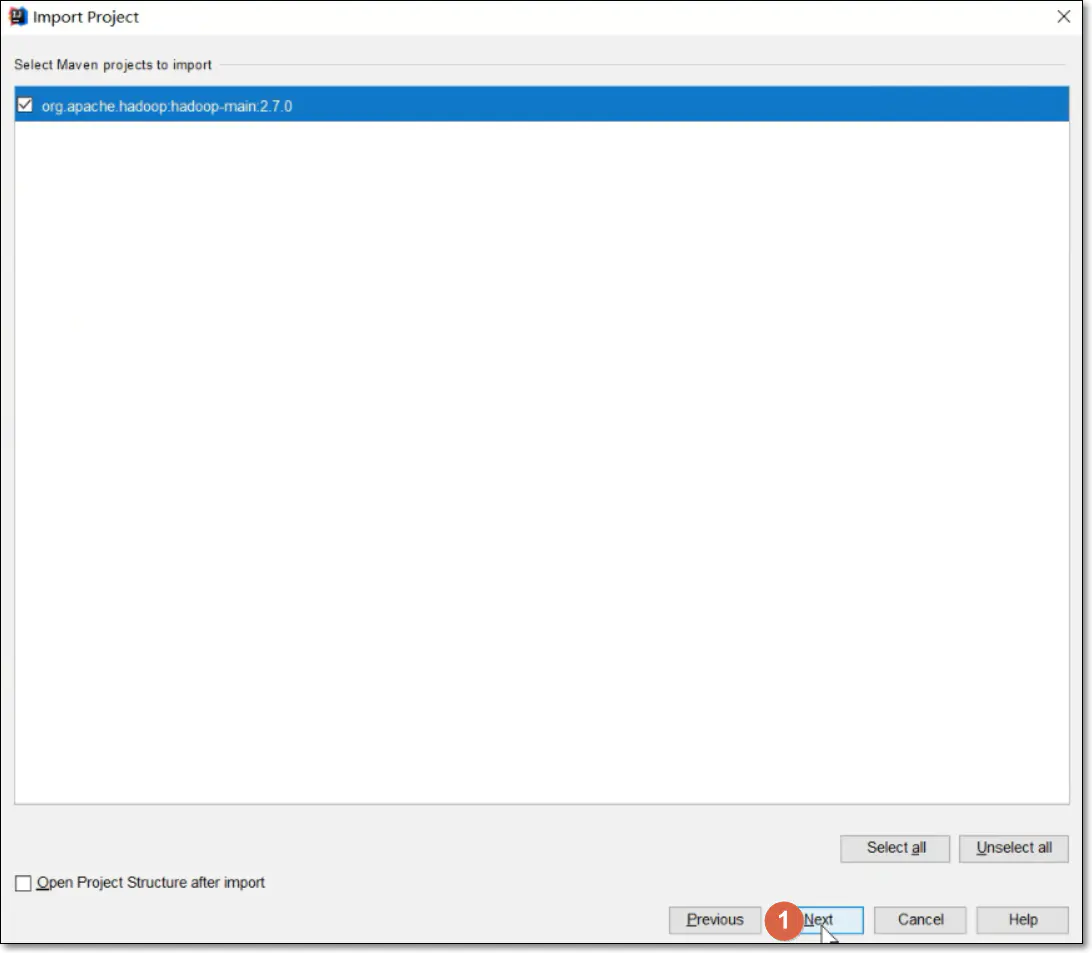 Import Project
Select Maven projects to import
org.apache.hadoop:hadoop-main:2.7.0
Select all Unselect all
Open Project Structure after import
Previous 1 Next Cancel Help